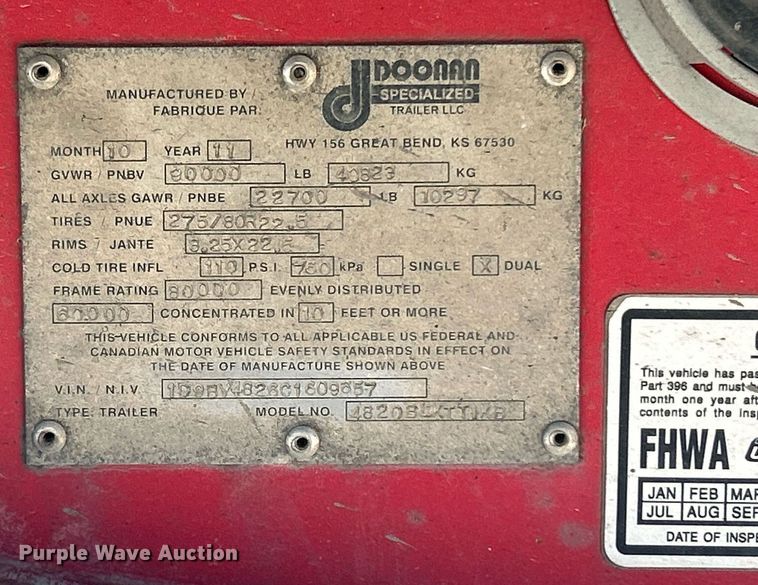 DOONAN
SPECIALIZED
TRAILER LLC
MANUFACTURED BY /
FABRIQUE PAR.
HWY 156 GREAT BEND, KS 67530
MONTH 10 YEAR 11
GVWR / PNBV 90000 LB 40823 KG
ALL AXLES GAWR / PNBE 22700 LB 10297 KG
TIRES / PNUE 275/80R22.5
RIMS / JANTE 8.25X22.5
COLD TIRE INFL 110 P.S.I. 760 kPa SINGLE X DUAL
FRAME RATING 80000 EVENLY DISTRIBUTED
60000 CONCENTRATED IN 10 FEET OR MORE
THIS VEHICLE CONFORMS TO ALL APPLICABLE US FEDERAL AND
CANADIAN MOTOR VEHICLE SAFETY STANDARDS IN EFFECT ON
THE DATE OF MANUFACTURE SHOWN ABOVE
V.I.N. / N.I.V
TYPE: TRAILER MODEL NO.
This vehicle has pas
Part 396 and must
month one year aft
contents of the insp
FHWA
JAN FEB MAR
JUL AUG SEP
DATE OF INSPE
Purple Wave Auction